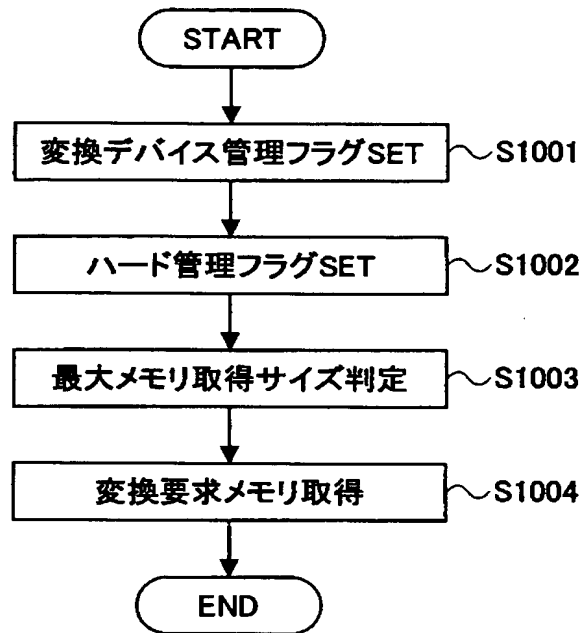 START
変換デバイス管理フラグSET S1001
ハード管理フラグSET S1002
最大メモリ取得サイズ判定 S1003
変換要求メモリ取得 S1004
END